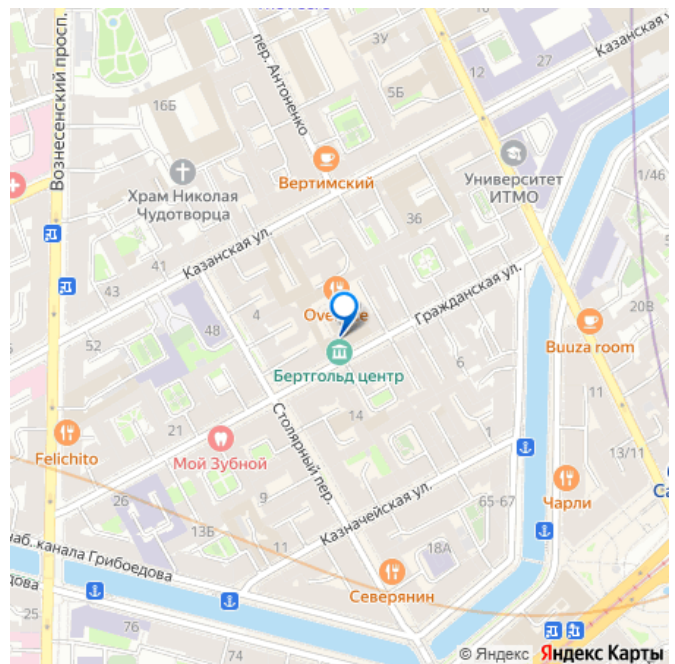 Вознесенский просп.
пер. Антоненко
ЗУ
12
27
Казанская у
16Б
5Б
Вертимский
Храм Николая
Чудотворца
Университет
ИТМО
1/46
36
Казанская ул.
41
43
Гражданская ул.
4
48
52
20В
Buuza room
6
Бертгольд центр
Столярный пер.
14
11
21
Felichito
Мой Зубной
1
13/11
Чарли
26
9
65-67
13Б
Казначейская ул.
11
18А
наб. канала Грибоедова
Северянин
25
76
74
© Яндекс Яндекс Карты